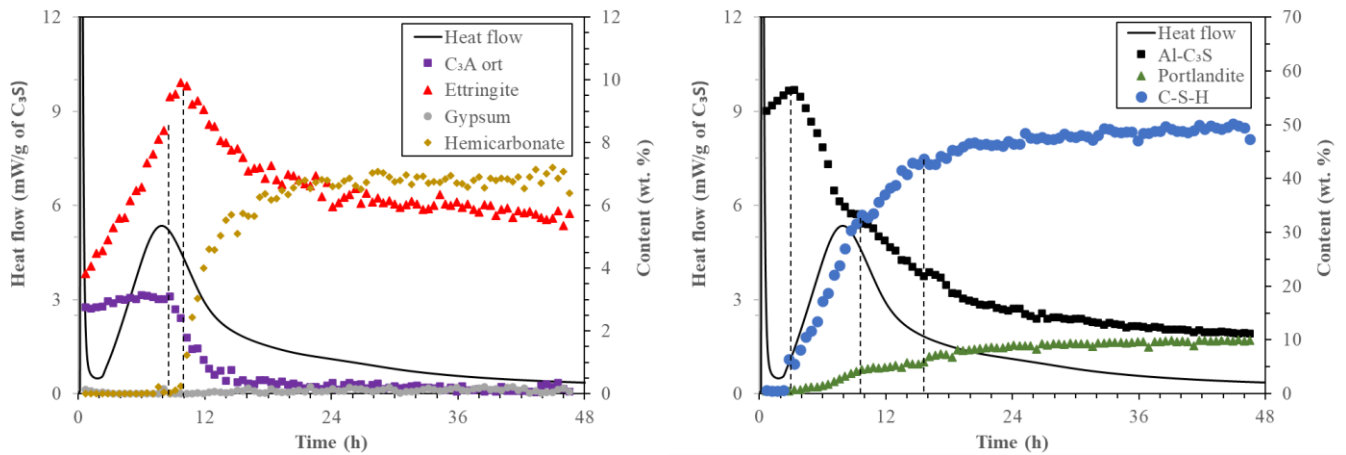 12
9
6
3
0
Heat flow (mW/g of C₃S)
12
10
8
6
4
2
0
Content (wt. %)
0
12
24
36
48
Time (h)
Heat flow
C₃A ort
Ettringite
Gypsum
Hemicarbonate
12
9
6
3
0
Heat flow (mW/g of C₃S)
70
60
50
40
30
20
10
0
Content (wt. %)
0
12
24
36
48
Time (h)
Heat flow
Al-C₃S
Portlandite
C-S-H